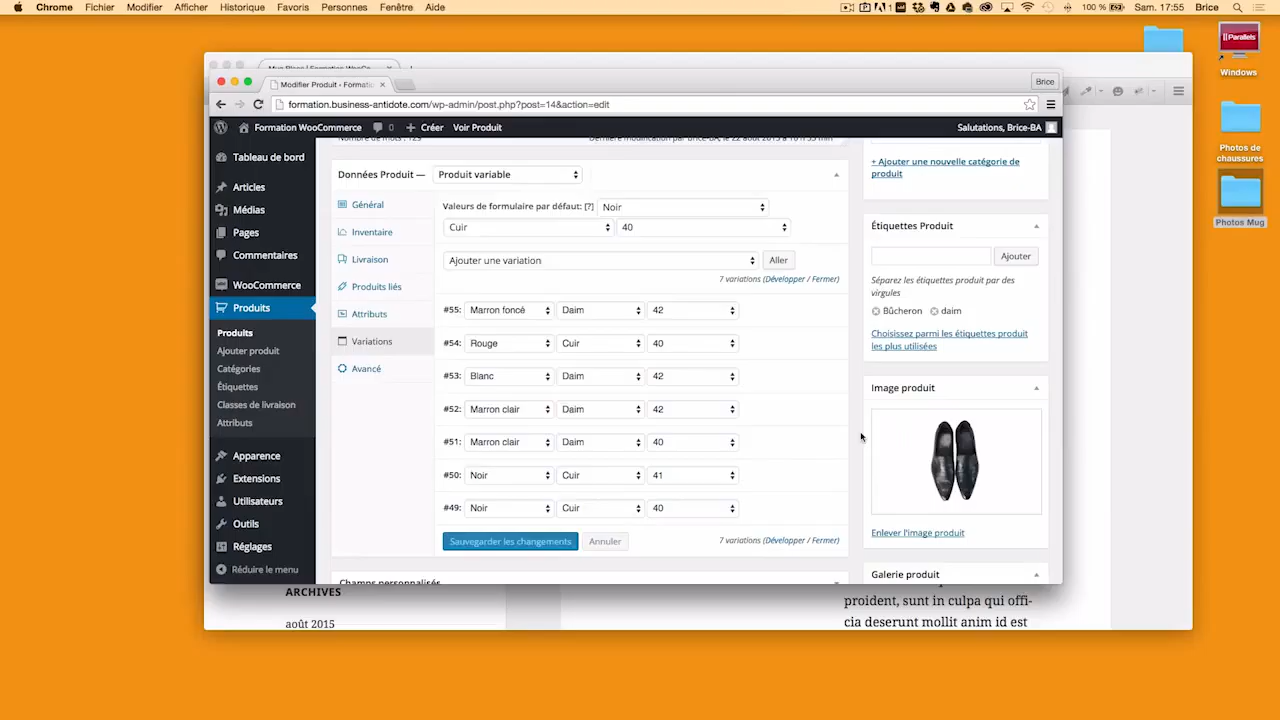 Chrome Fichier Modifier Afficher Historique Favoris Personnes Fenêtre Aide 1 100 % Sam. 17:55 Brice
Parallels
Windows
Photos de
chaussures
Photos Mug
Modifier Produit ‹ Formatio
Brice
formation.business-antidote.com/wp-admin/post.php?post=14&action=edit
Formation WooCommerce 0 Créer Voir Produit Salutations, Brice-BA
Tableau de bord
Articles
Médias
Pages
Commentaires
WooCommerce
Produits
Produits
Ajouter produit
Catégories
Étiquettes
Classes de livraison
Attributs
Apparence
Extensions
Utilisateurs
Outils
Réglages
Réduire le menu
Données Produit — Produit variable
Général
Inventaire
Livraison
Produits liés
Attributs
Variations
Avancé
Valeurs de formulaire par défaut: [?] Noir
Cuir 40
Ajouter une variation Aller
7 variations (Développer / Fermer)
#55: Marron foncé Daim 42
#54: Rouge Cuir 40
#53: Blanc Daim 42
#52: Marron clair Daim 42
#51: Marron clair Daim 40
#50: Noir Cuir 41
#49: Noir Cuir 40
Sauvegarder les changements Annuler 7 variations (Développer / Fermer)
Champs personnalisés
+ Ajouter une nouvelle catégorie de
produit
Étiquettes Produit
Ajouter
Séparez les étiquettes produit par des
virgules
Bûcheron daim
Choisissez parmi les étiquettes produit
les plus utilisées
Image produit
Enlever l'image produit
Galerie produit
ARCHIVES
août 2015
proident, sunt in culpa qui offi-
cia deserunt mollit anim id est